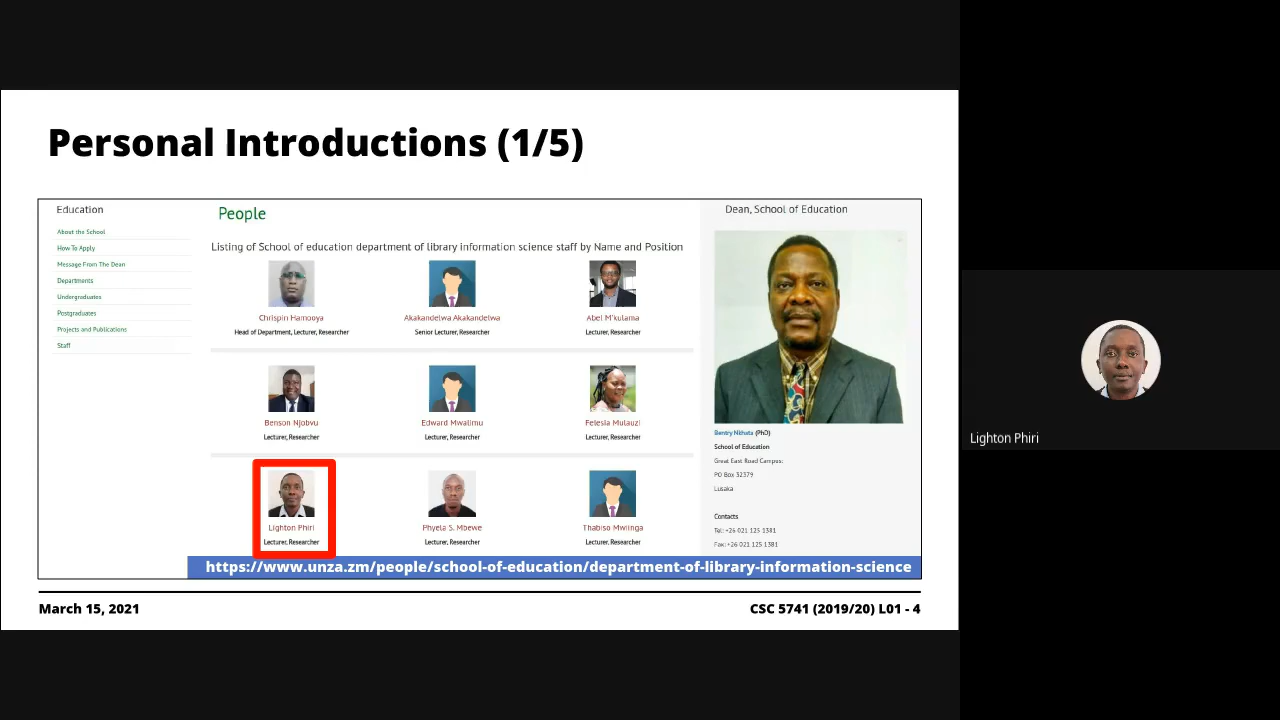 Personal Introductions (1/5)
Education
About the School
How To Apply
Message From The Dean
Departments
Undergraduates
Postgraduates
Projects and Publications
Staff
People
Listing of School of education department of library information science staff by Name and Position
Chrispin Hamooya
Head of Department, Lecturer, Researcher
Akakandelwa Akakandelwa
Senior Lecturer, Researcher
Abel M'kulama
Lecturer, Researcher
Benson Njobvu
Lecturer, Researcher
Edward Mwalimu
Lecturer, Researcher
Felesia Mulauzi
Lecturer, Researcher
Lighton Phiri
Lecturer, Researcher
Phyela S. Mbewe
Lecturer, Researcher
Thabiso Mwiinga
Lecturer, Researcher
Dean, School of Education
Bentry Nkhata (PhD)
School of Education
Great East Road Campus:
PO Box 32379
Lusaka
Contacts
Tel: +26 021 125 1381
Fax: +26 021 125 1381
https://www.unza.zm/people/school-of-education/department-of-library-information-science
March 15, 2021
CSC 5741 (2019/20) L01 - 4
Lighton Phiri